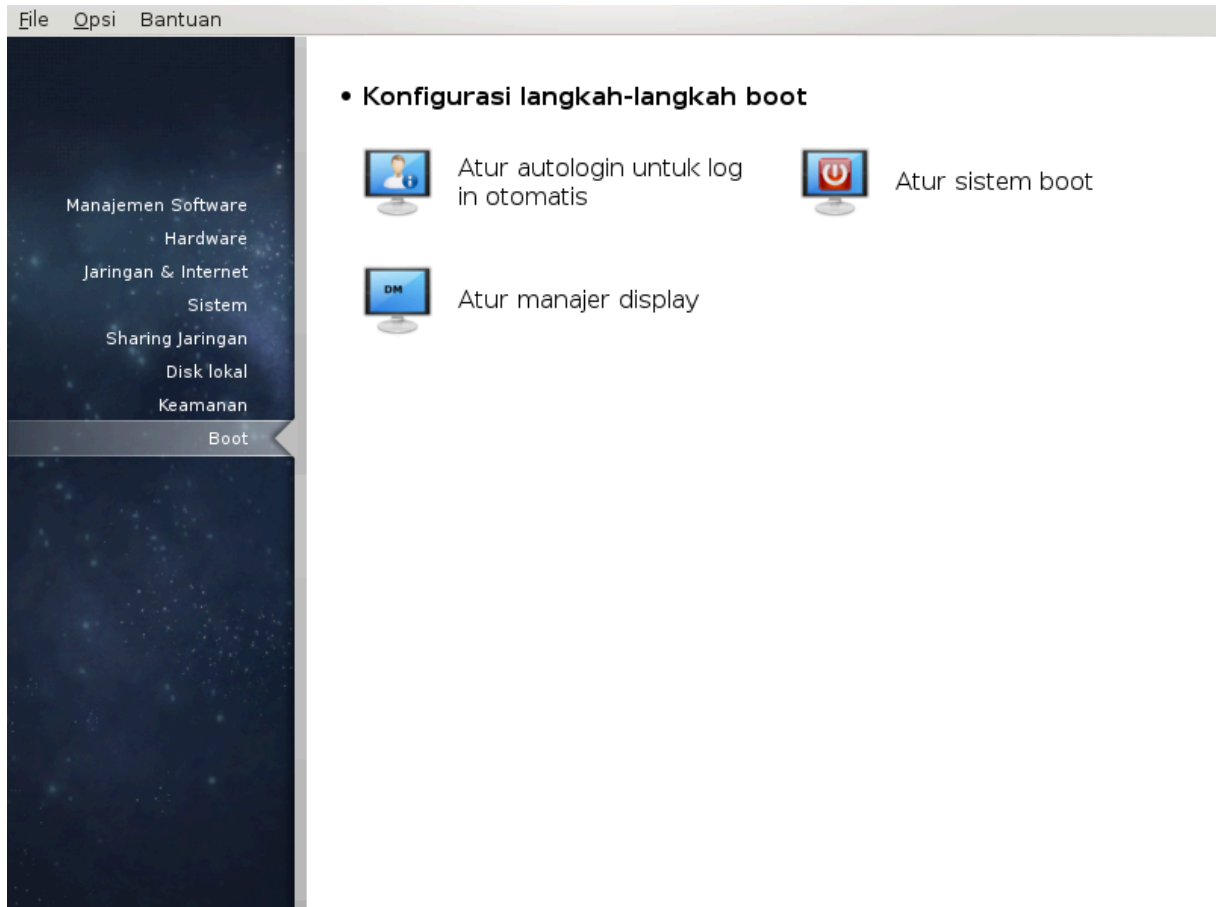 File Opsi Bantuan
Manajemen Software
Hardware
Jaringan & Internet
Sistem
Sharing Jaringan
Disk lokal
Keamanan
Boot
• Konfigurasi langkah-langkah boot
Atur autologin untuk log
in otomatis
Atur sistem boot
DM
Atur manajer display